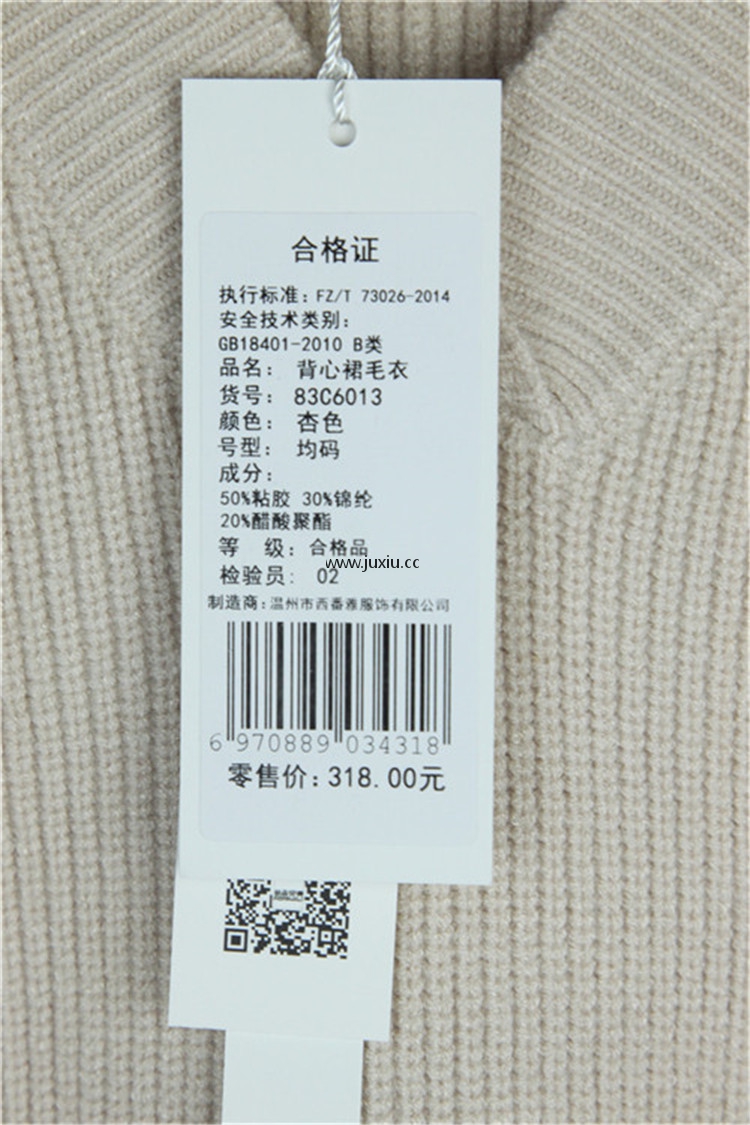 合格证
执行标准：FZ/T 73026-2014
安全技术类别：
GB18401-2010 B类
品名：背心裙毛衣
货号：83C6013
颜色：杏色
号型：均码
成分：
50%粘胶 30%锦纶
20%醋酸聚酯
等 级：合格品
www.juxiu.cc
检验员：02
制造商：温州市西番雅服饰有限公司
6 970889 034318
零售价：318.00元